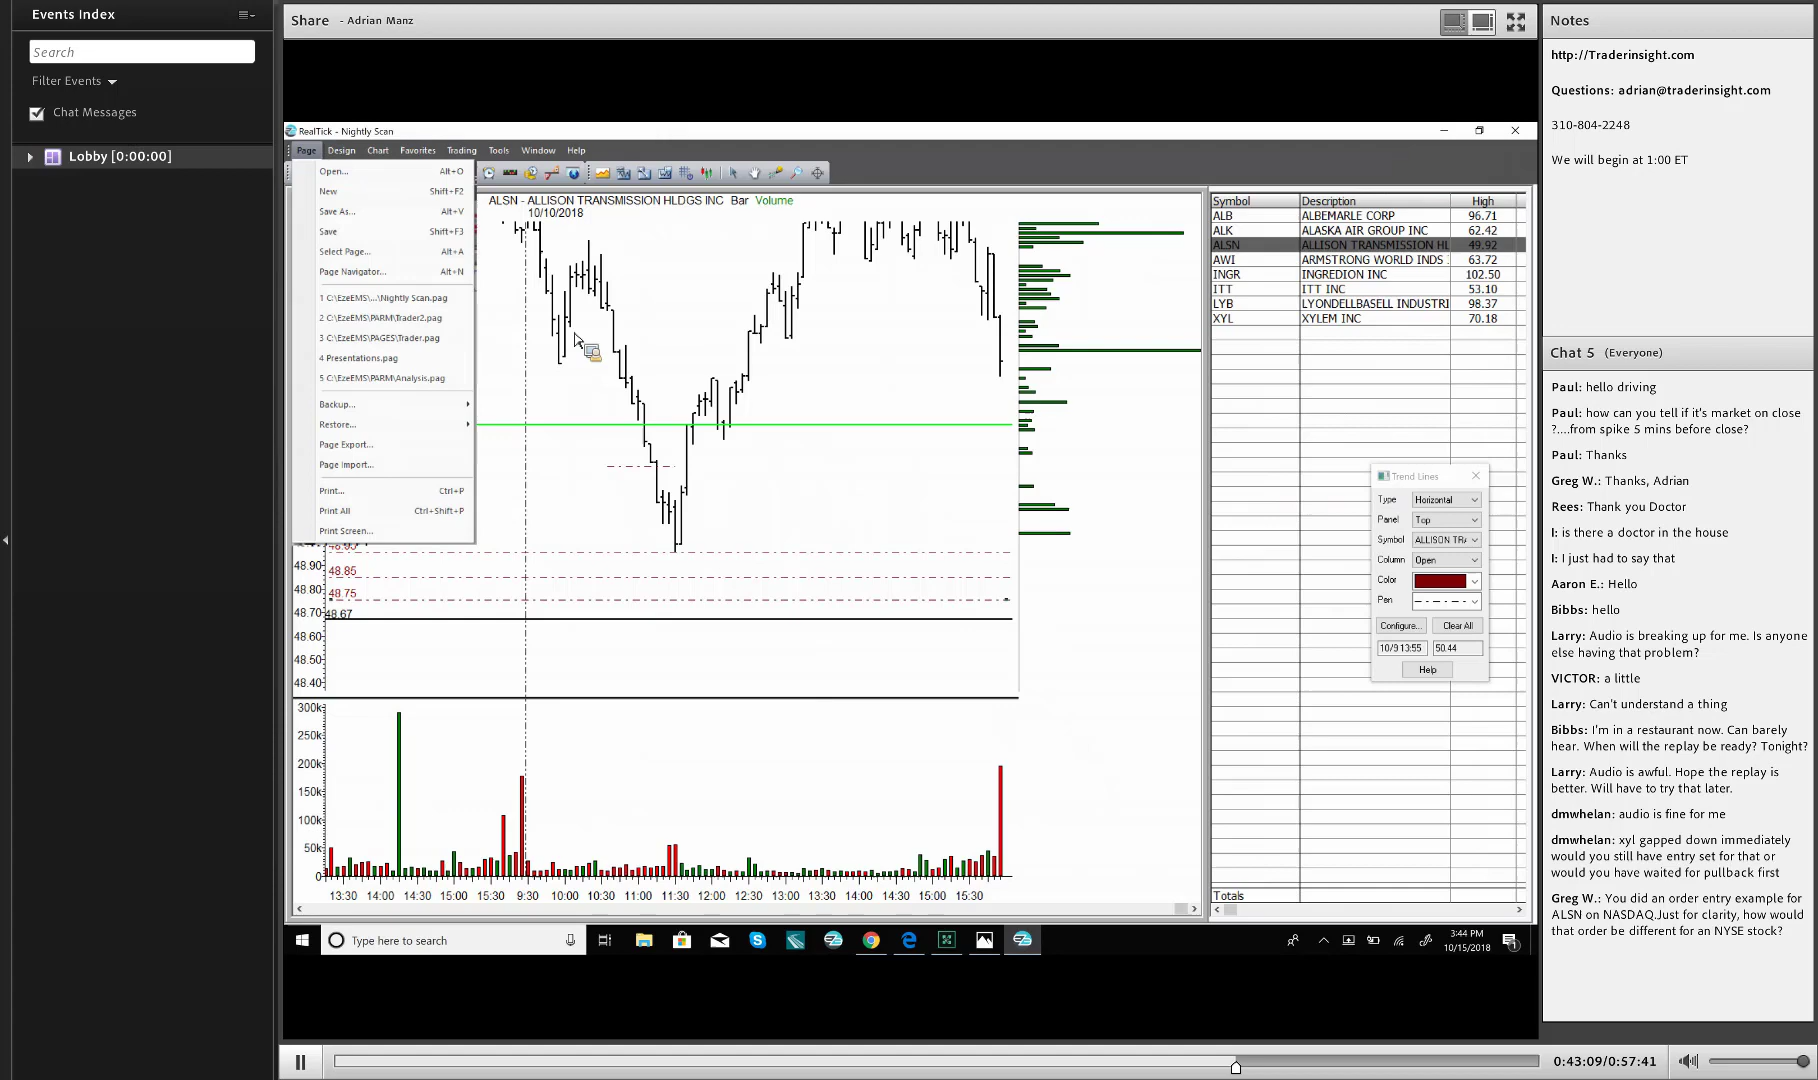 Events Index
Search
Filter Events
Chat Messages
Lobby [0:00:00]
Share - Adrian Manz
RealTick - Nightly Scan
Page Design Chart Favorites Trading Tools Window Help
Open... Alt+O
New Shift+F2
Save As... Alt+V
Save Shift+F3
Select Page... Alt+A
Page Navigator... Alt+N
1 C:\EzeEMS\...\Nightly Scan.pag
2 C:\EzeEMS\PARM\Trader2.pag
3 C:\EzeEMS\PAGES\Trader.pag
4 Presentations.pag
5 C:\EzeEMS\PARM\Analysis.pag
Backup...
Restore...
Page Export...
Page Import...
Print... Ctrl+P
Print All Ctrl+Shift+P
Print Screen...
ALSN - ALLISON TRANSMISSION HLDGS INC Bar Volume
10/10/2018
48.95
48.90
48.85
48.80
48.75
48.70
48.67
48.60
48.50
48.40
300k
250k
200k
150k
100k
50k
0
13:30 14:00 14:30 15:00 15:30 9:30 10:00 10:30 11:00 11:30 12:00 12:30 13:00 13:30 14:00 14:30 15:00 15:30
Symbol Description High
ALB ALBEMARLE CORP 96.71
ALK ALASKA AIR GROUP INC 62.42
ALSN ALLISON TRANSMISSION HL 49.92
AWI ARMSTRONG WORLD INDS 63.72
INGR INGREDION INC 102.50
ITT ITT INC 53.10
LYB LYONDELLBASELL INDUSTRI 98.37
XYL XYLEM INC 70.18
Totals
Trend Lines
Type Horizontal
Panel Top
Symbol ALLISON TRA
Column Open
Color
Pen
Configure... Clear All
10/9 13:55 50.44
Help
Type here to search
3:44 PM
10/15/2018
1
Notes
http://Traderinsight.com
Questions: adrian@traderinsight.com
310-804-2248
We will begin at 1:00 ET
Chat 5 (Everyone)
Paul: hello driving
Paul: how can you tell if it's market on close
?....from spike 5 mins before close?
Paul: Thanks
Greg W.: Thanks, Adrian
Rees: Thank you Doctor
I: is there a doctor in the house
I: I just had to say that
Aaron E.: Hello
Bibbs: hello
Larry: Audio is breaking up for me. Is anyone
else having that problem?
VICTOR: a little
Larry: Can't understand a thing
Bibbs: I'm in a restaurant now. Can barely
hear. When will the replay be ready? Tonight?
Larry: Audio is awful. Hope the replay is
better. Will have to try that later.
dmwhelan: audio is fine for me
dmwhelan: xyl gapped down immediately
would you still have entry set for that or
would you have waited for pullback first
Greg W.: You did an order entry example for
ALSN on NASDAQ.Just for clarity, how would
that order be different for an NYSE stock?
0:43:09/0:57:41